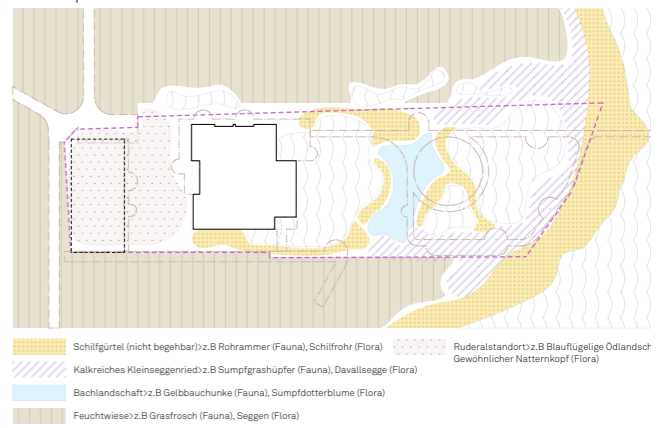 Schilfgürtel (nicht begehbar)>z.B Rohrammer (Fauna), Schilfrohr (Flora)
Ruderalstandort>z.B Blauflügelige Ödlandsch
Gewöhnlicher Natternkopf (Flora)
Kalkreiches Kleinseggenried>z.B Sumpfgrashüpfer (Fauna), Davallsegge (Flora)
Bachlandschaft>z.B Gelbbauchunke (Fauna), Sumpfdotterblume (Flora)
Feuchtwiese>z.B Grasfrosch (Fauna), Seggen (Flora)